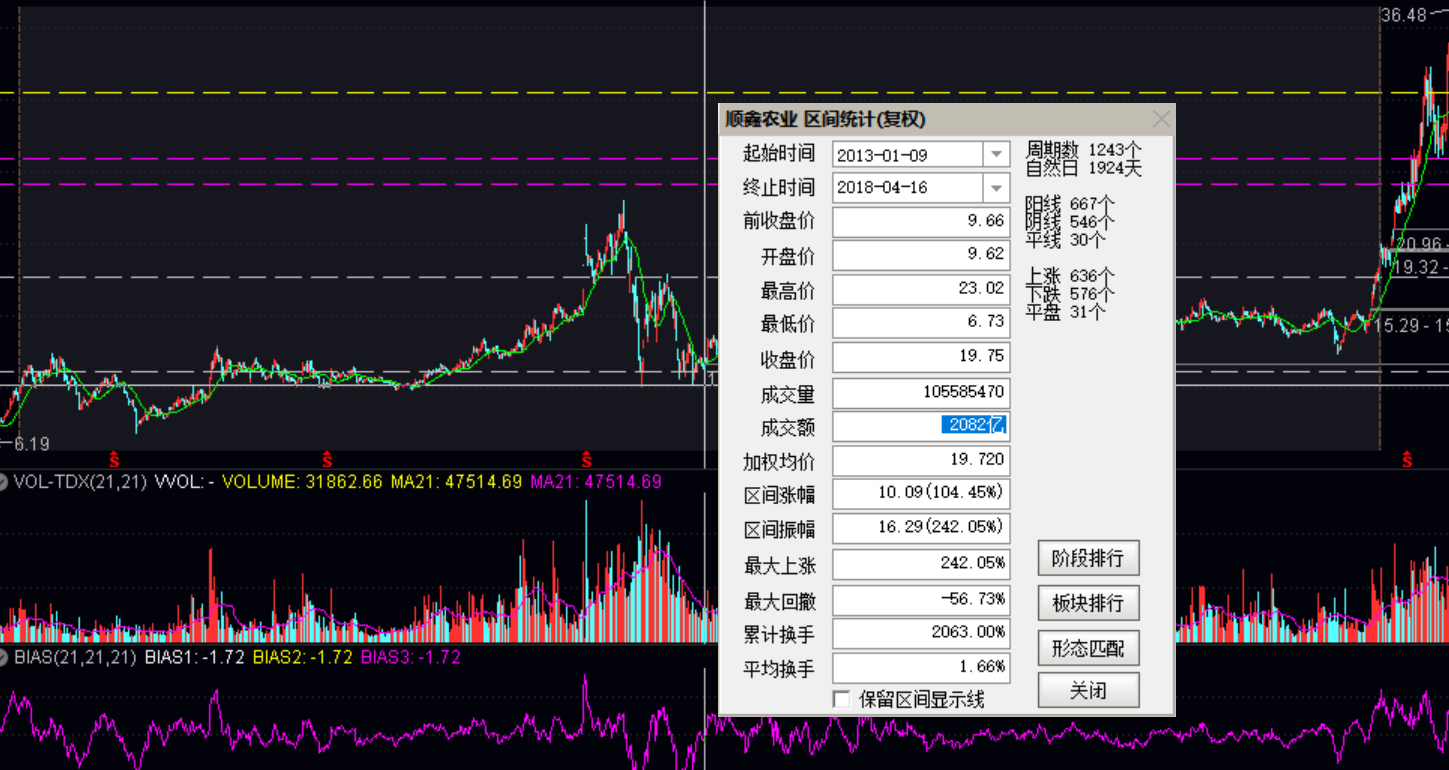 36.48
顺鑫农业 区间统计(复权)
起始时间 2013-01-09
终止时间 2018-04-16
前收盘价 9.66
开盘价 9.62
最高价 23.02
最低价 6.73
收盘价 19.75
成交量 105585470
成交额 2082亿
加权均价 19.720
区间涨幅 10.09(104.45%)
区间振幅 16.29(242.05%)
最大上涨 242.05%
最大回撤 -56.73%
累计换手 2063.00%
平均换手 1.66%
保留区间显示线
周期数 1243个
自然日 1924天
阳线 667个
阴线 546个
平线 30个
上涨 636个
下跌 576个
平盘 31个
阶段排行
板块排行
形态匹配
关闭
20.96-
19.32-
15.29-15
6.19
S
S
S
S
VOL-TDX(21,21) VVOL:- VOLUME: 31862.66 MA21: 47514.69 MA21: 47514.69
BIAS(21,21,21) BIAS1:-1.72 BIAS2:-1.72 BIAS3:-1.72